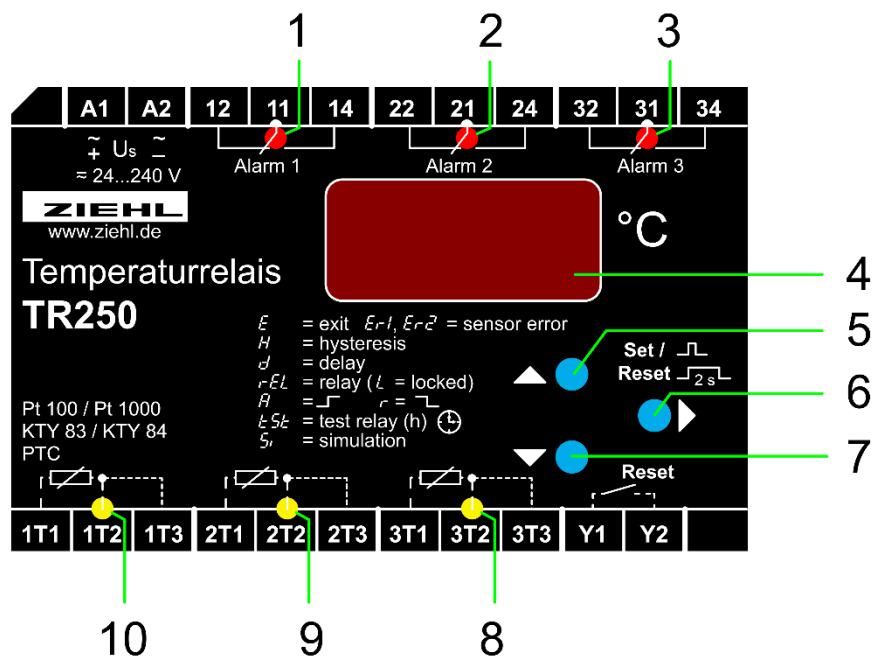 1 2 3
A1 A2 12 11 14 22 21 24 32 31 34
~ + Us ~ −
≂ 24...240 V
Alarm 1 Alarm 2 Alarm 3
ZIEHL
www.ziehl.de
°C
4
Temperaturrelais
TR250
E = exit Er1, Er2 = sensor error
H = hysteresis
d = delay
rEL = relay (L = locked)
A = r =
tSt = test relay (h)
Si = simulation
5
Set /
Reset 2 s
6
7
Pt 100 / Pt 1000
KTY 83 / KTY 84
PTC
Reset
1T1 1T2 1T3 2T1 2T2 2T3 3T1 3T2 3T3 Y1 Y2
10 9 8